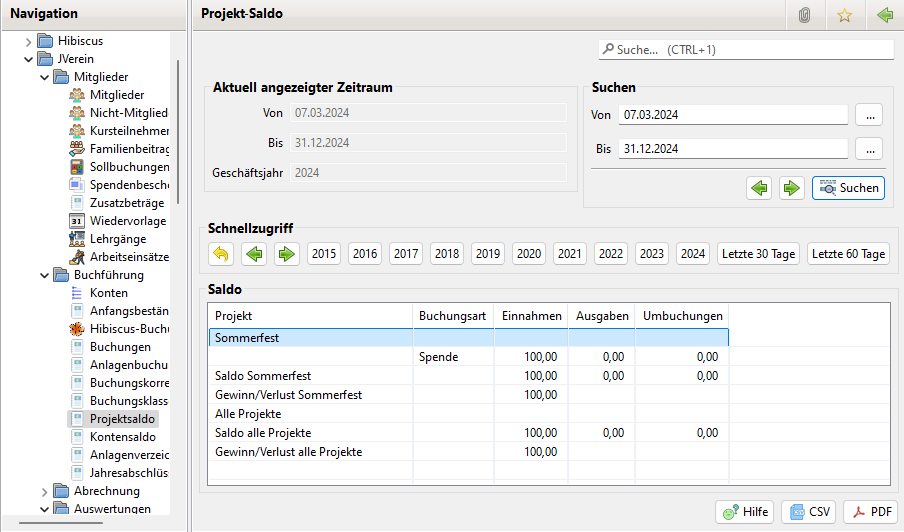 Navigation
Hibiscus
JVerein
Mitglieder
Mitglieder
Nicht-Mitglied
Kursteilnehmer
Familienbeitrag
Sollbuchungen
Spendenbesche
Zusatzbeträge
Wiedervorlage
Lehrgänge
Arbeitseinsätze
Buchführung
Konten
Anfangsbestän
Hibiscus-Buchu
Buchungen
Anlagenbuchu
Buchungskorre
Buchungsklass
Projektsaldo
Kontensaldo
Anlagenverzeic
Jahresabschlüss
Abrechnung
Auswertungen
Projekt-Saldo
Suche... (CTRL+1)
Aktuell angezeigter Zeitraum
Von 07.03.2024
Bis 31.12.2024
Geschäftsjahr 2024
Suchen
Von 07.03.2024 ...
Bis 31.12.2024 ...
Suchen
Schnellzugriff
2015 2016 2017 2018 2019 2020 2021 2022 2023 2024 Letzte 30 Tage Letzte 60 Tage
Saldo
Projekt Buchungsart Einnahmen Ausgaben Umbuchungen
Sommerfest
Spende 100,00 0,00 0,00
Saldo Sommerfest 100,00 0,00 0,00
Gewinn/Verlust Sommerfest 100,00
Alle Projekte
Saldo alle Projekte 100,00 0,00 0,00
Gewinn/Verlust alle Projekte 100,00
Hilfe CSV PDF